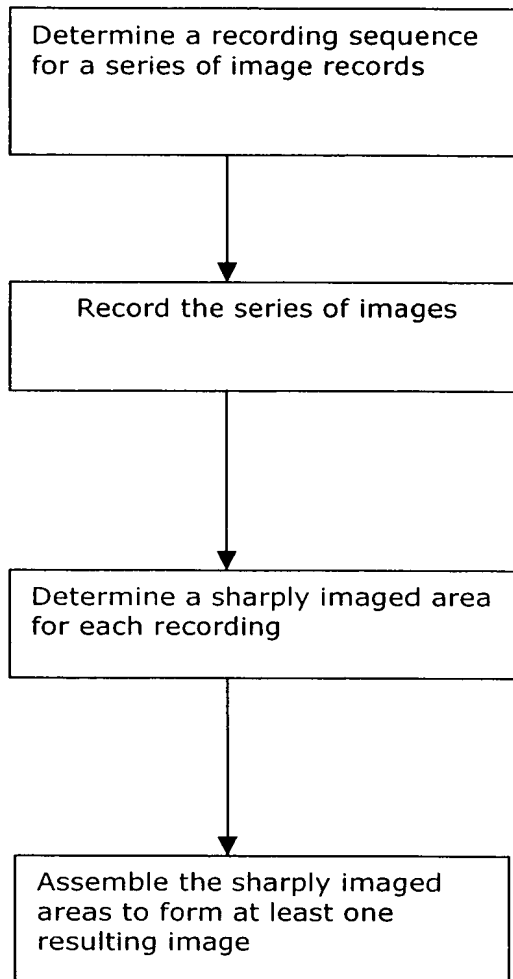 Determine a recording sequence
for a series of image records
Record the series of images
Determine a sharply imaged area
for each recording
Assemble the sharply imaged
areas to form at least one
resulting image